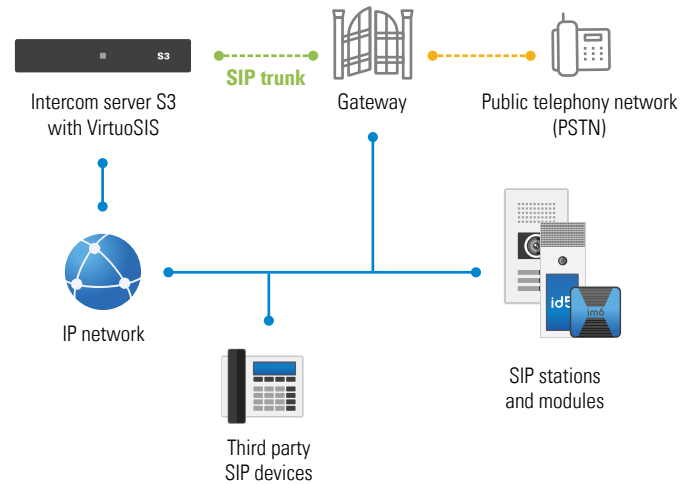 S3
SIP trunk
Intercom server S3
with VirtuoSIS
Gateway
Public telephony network
(PSTN)
IP network
id5
im6
SIP stations
and modules
Third party
SIP devices